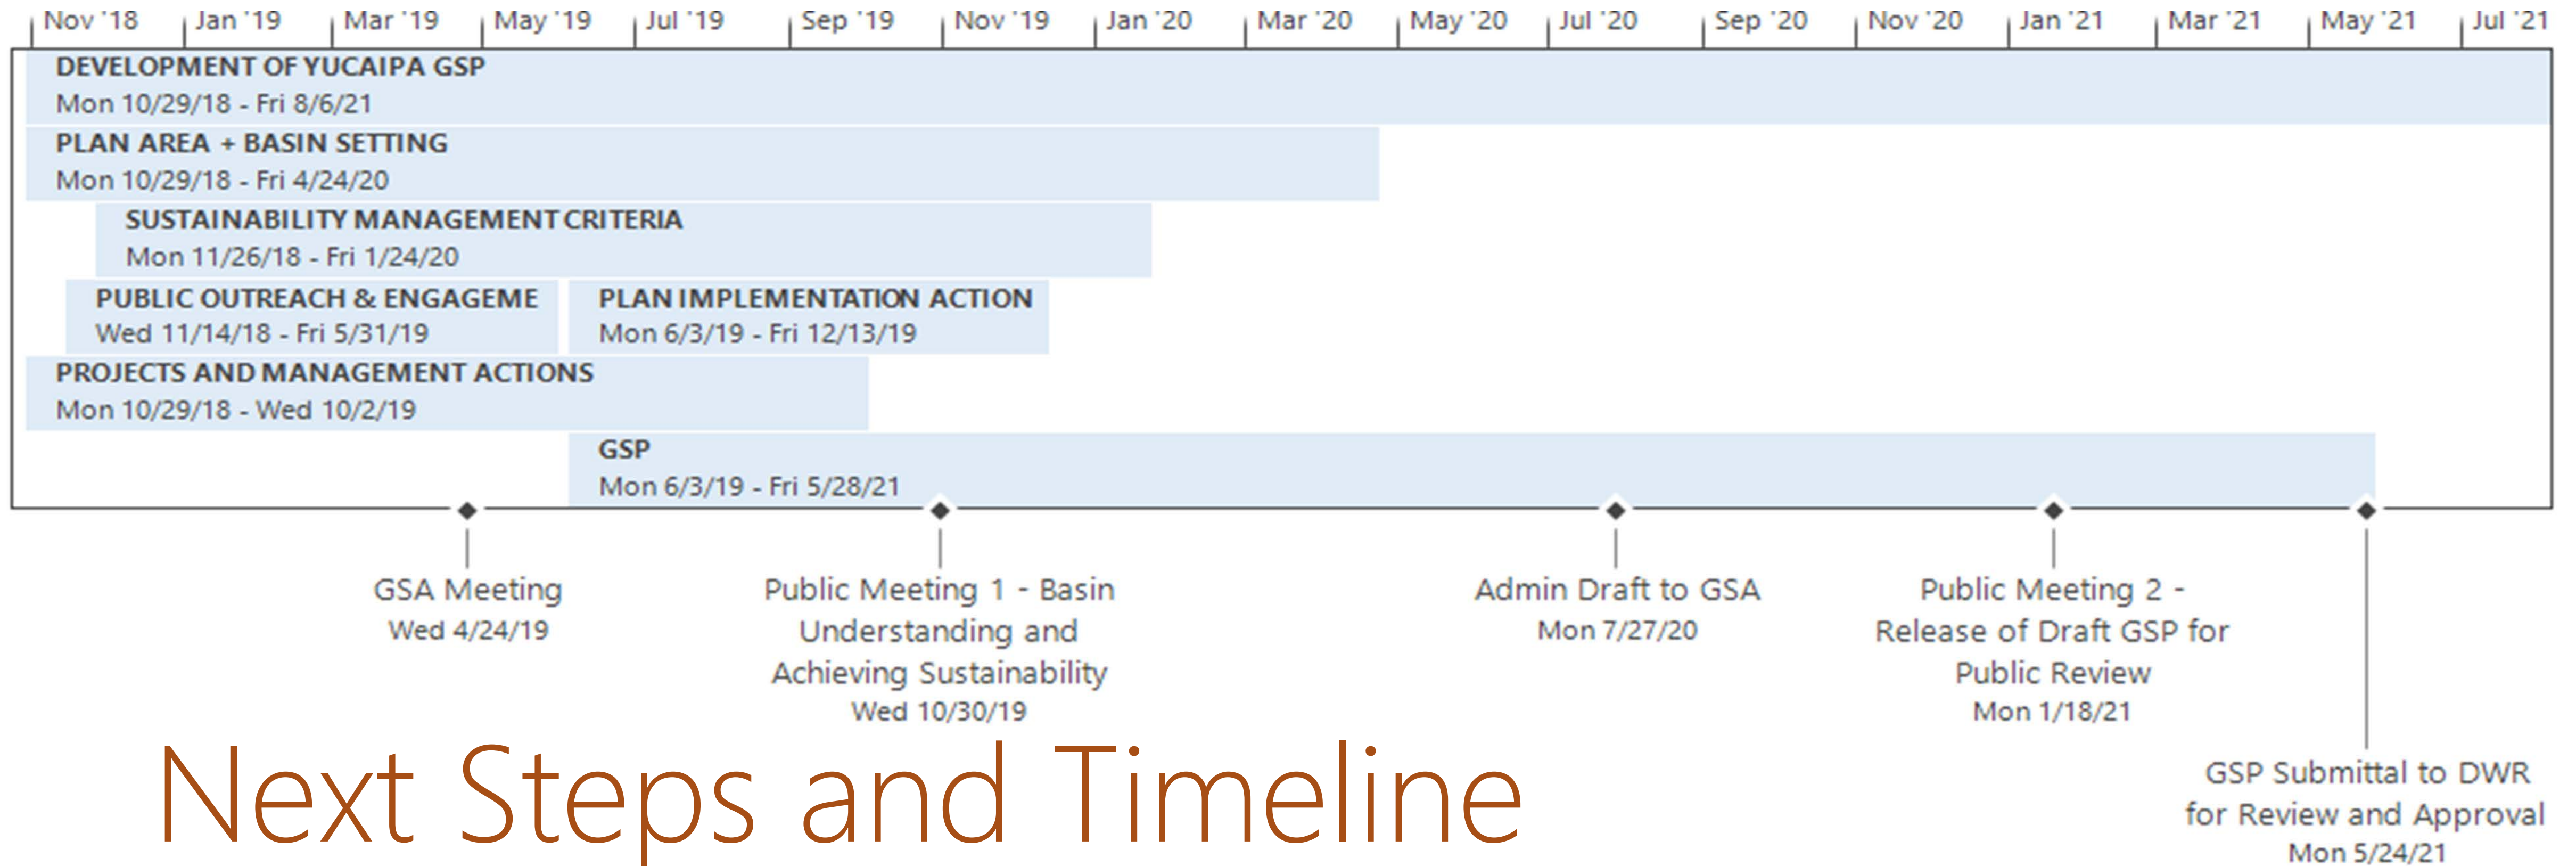 Nov '18 Jan '19 Mar '19 May '19 Jul '19 Sep '19 Nov '19 Jan '20 Mar '20 May '20 Jul '20 Sep '20 Nov '20 Jan '21 Mar '21 May '21 Jul '21
DEVELOPMENT OF YUCAIPA GSP
Mon 10/29/18 - Fri 8/6/21
PLAN AREA + BASIN SETTING
Mon 10/29/18 - Fri 4/24/20
SUSTAINABILITY MANAGEMENT CRITERIA
Mon 11/26/18 - Fri 1/24/20
PUBLIC OUTREACH & ENGAGEME
Wed 11/14/18 - Fri 5/31/19
PLAN IMPLEMENTATION ACTION
Mon 6/3/19 - Fri 12/13/19
PROJECTS AND MANAGEMENT ACTIONS
Mon 10/29/18 - Wed 10/2/19
GSP
Mon 6/3/19 - Fri 5/28/21
GSA Meeting
Wed 4/24/19
Public Meeting 1 - Basin
Understanding and
Achieving Sustainability
Wed 10/30/19
Admin Draft to GSA
Mon 7/27/20
Public Meeting 2 -
Release of Draft GSP for
Public Review
Mon 1/18/21
GSP Submittal to DWR
for Review and Approval
Mon 5/24/21
Next Steps and Timeline